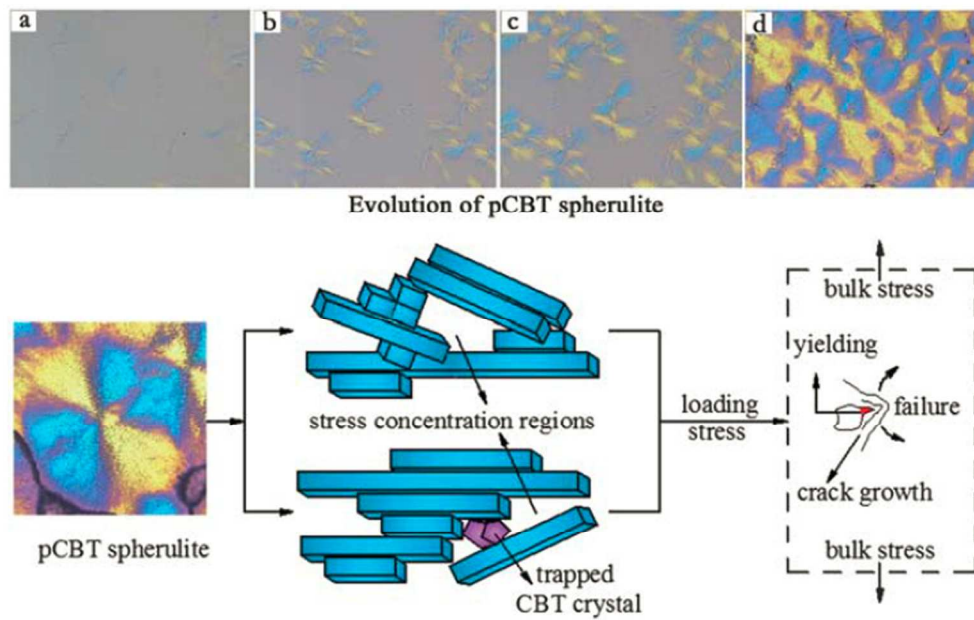 a
b
c
d
Evolution of pCBT spherulite
bulk stress
yielding
stress concentration regions
loading
stress
failure
crack growth
pCBT spherulite
bulk stress
trapped
CBT crystal